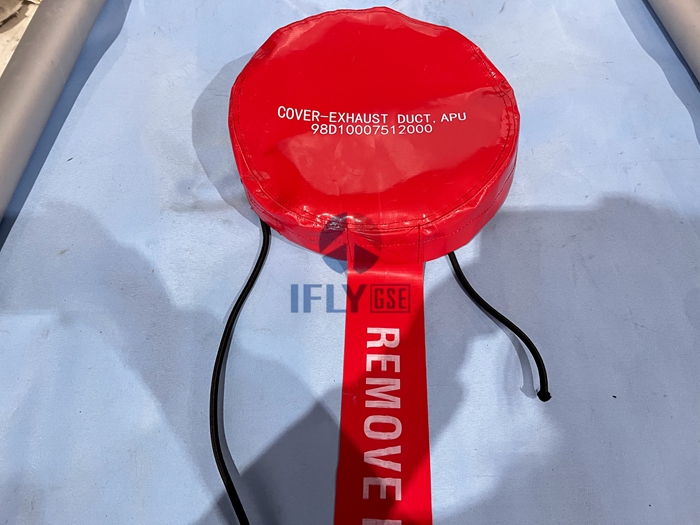 COVER-EXHAUST DUCT. APU
98D10007512000
IFLY GSE
REMOVE